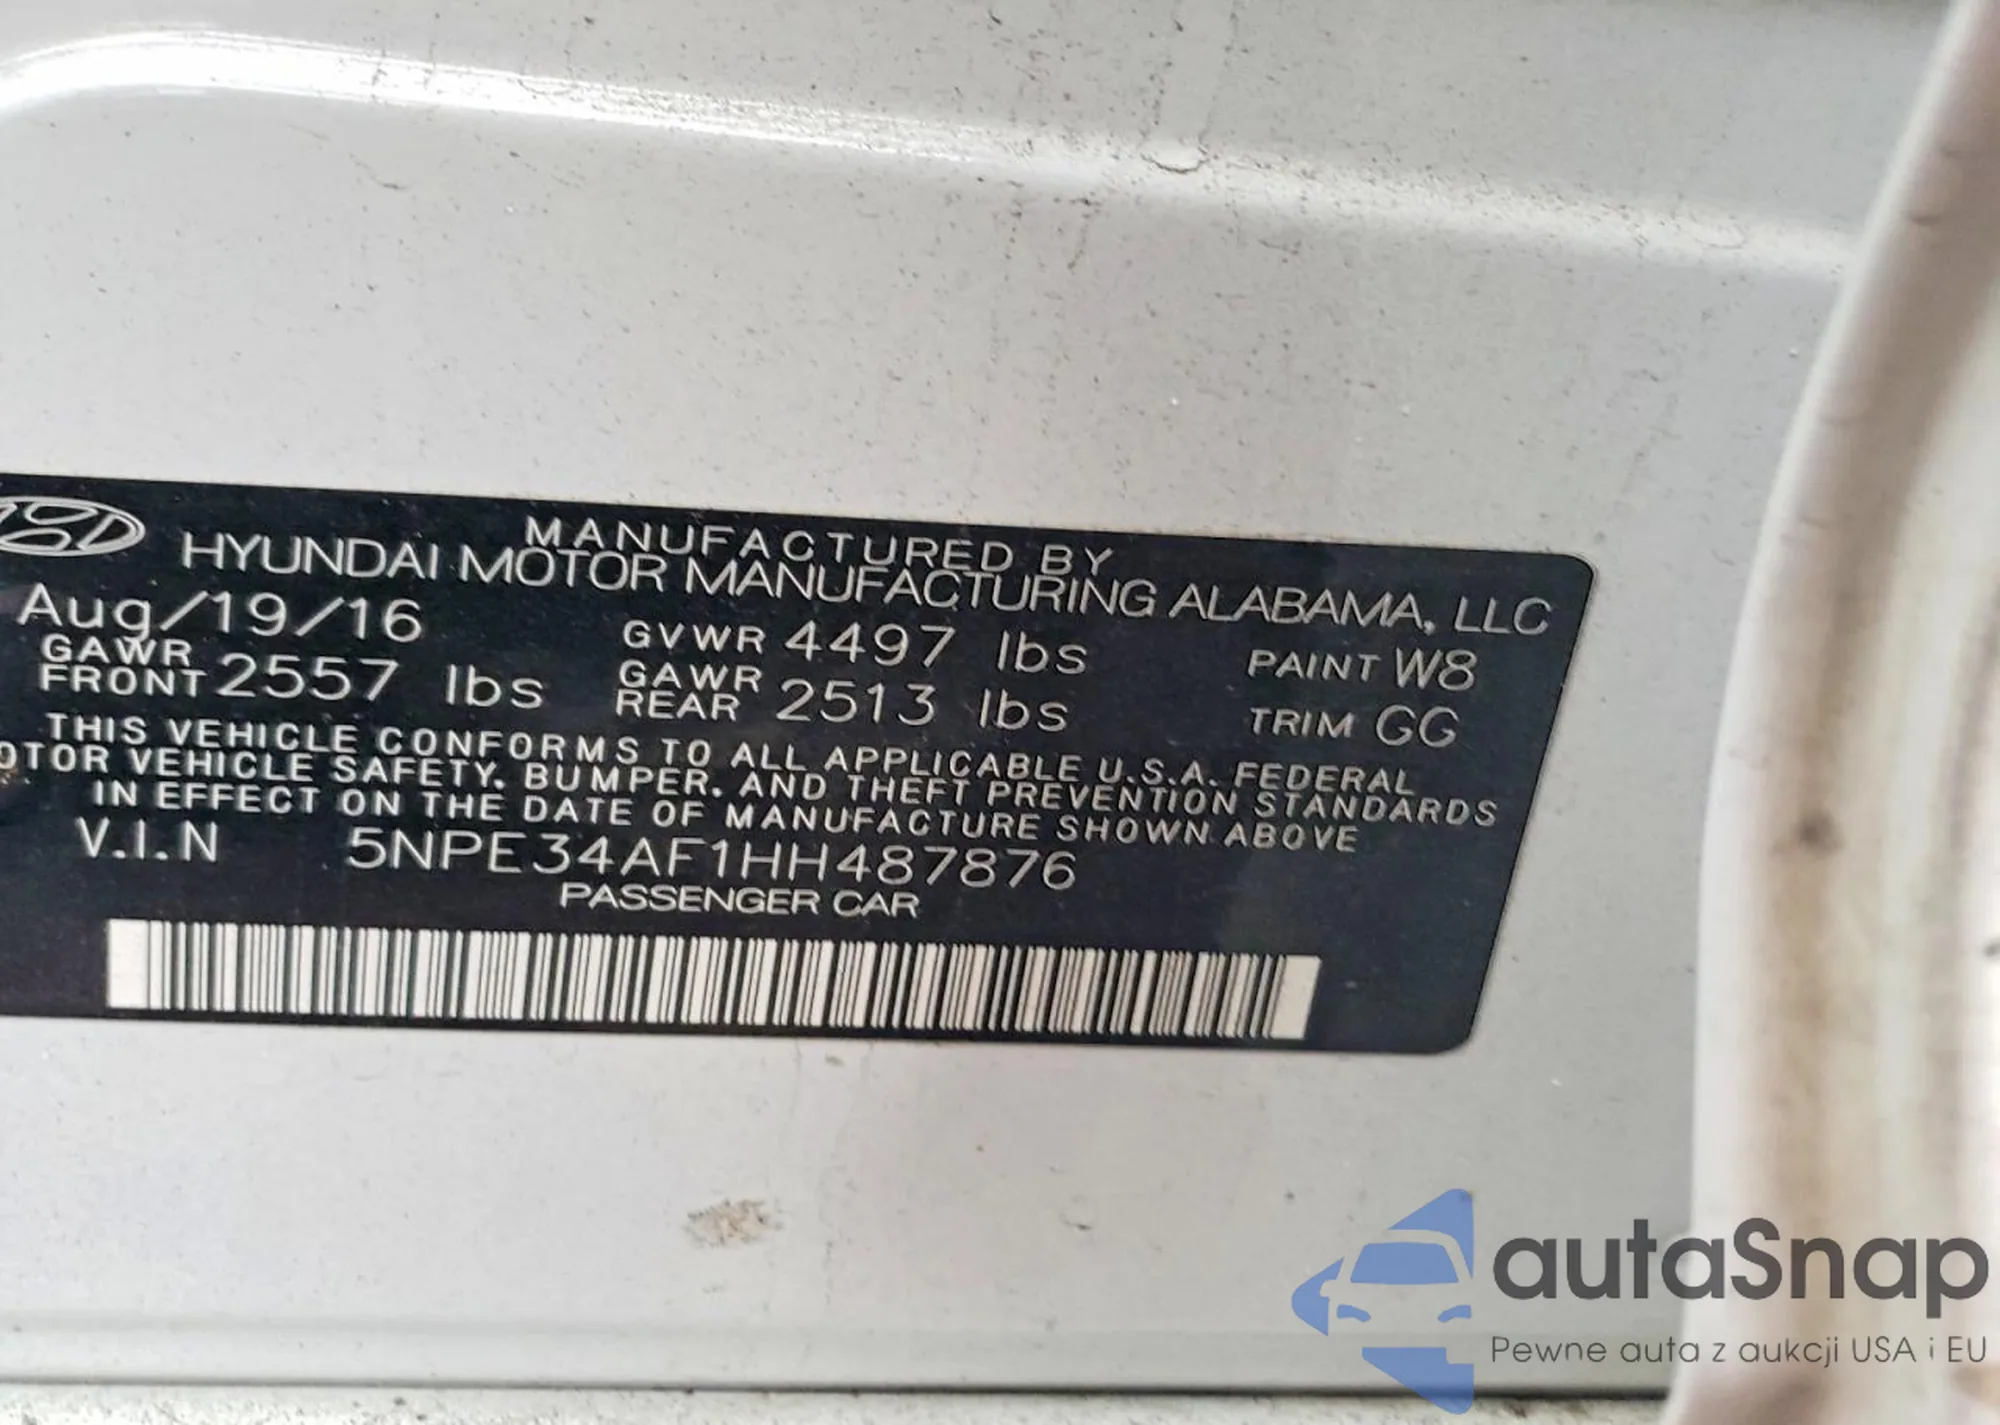 MANUFACTURED BY
HYUNDAI MOTOR MANUFACTURING ALABAMA, LLC
Aug/19/16
GVWR 4497 lbs
PAINT W8
GAWR FRONT 2557 lbs
GAWR REAR 2513 lbs
TRIM GG
THIS VEHICLE CONFORMS TO ALL APPLICABLE U.S.A. FEDERAL
OTOR VEHICLE SAFETY, BUMPER, AND THEFT PREVENTION STANDARDS
IN EFFECT ON THE DATE OF MANUFACTURE SHOWN ABOVE
V.I.N 5NPE34AF1HH487876
PASSENGER CAR
autaSnap
Pewne auta z aukcji USA i EU